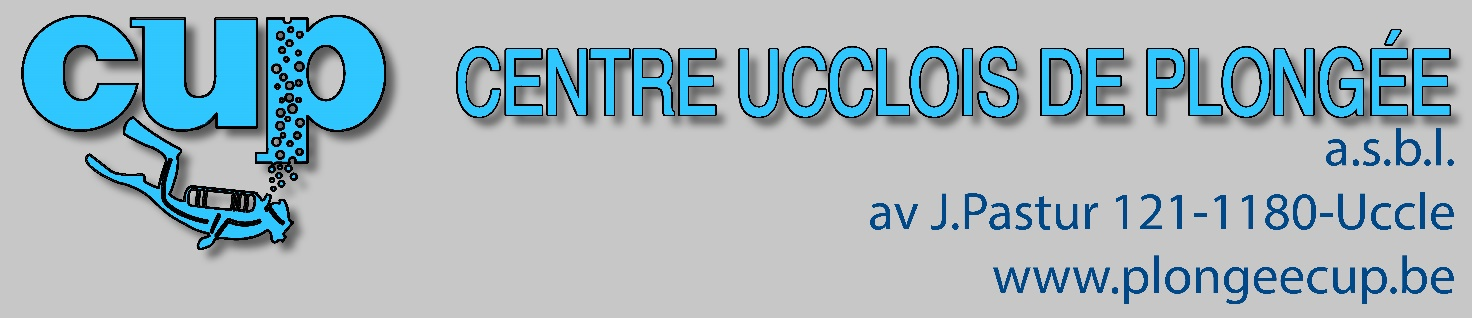 cup
CENTRE UCCLOIS DE PLONGÉE
a.s.b.l.
av J.Pastur 121-1180-Uccle
www.plongeecup.be